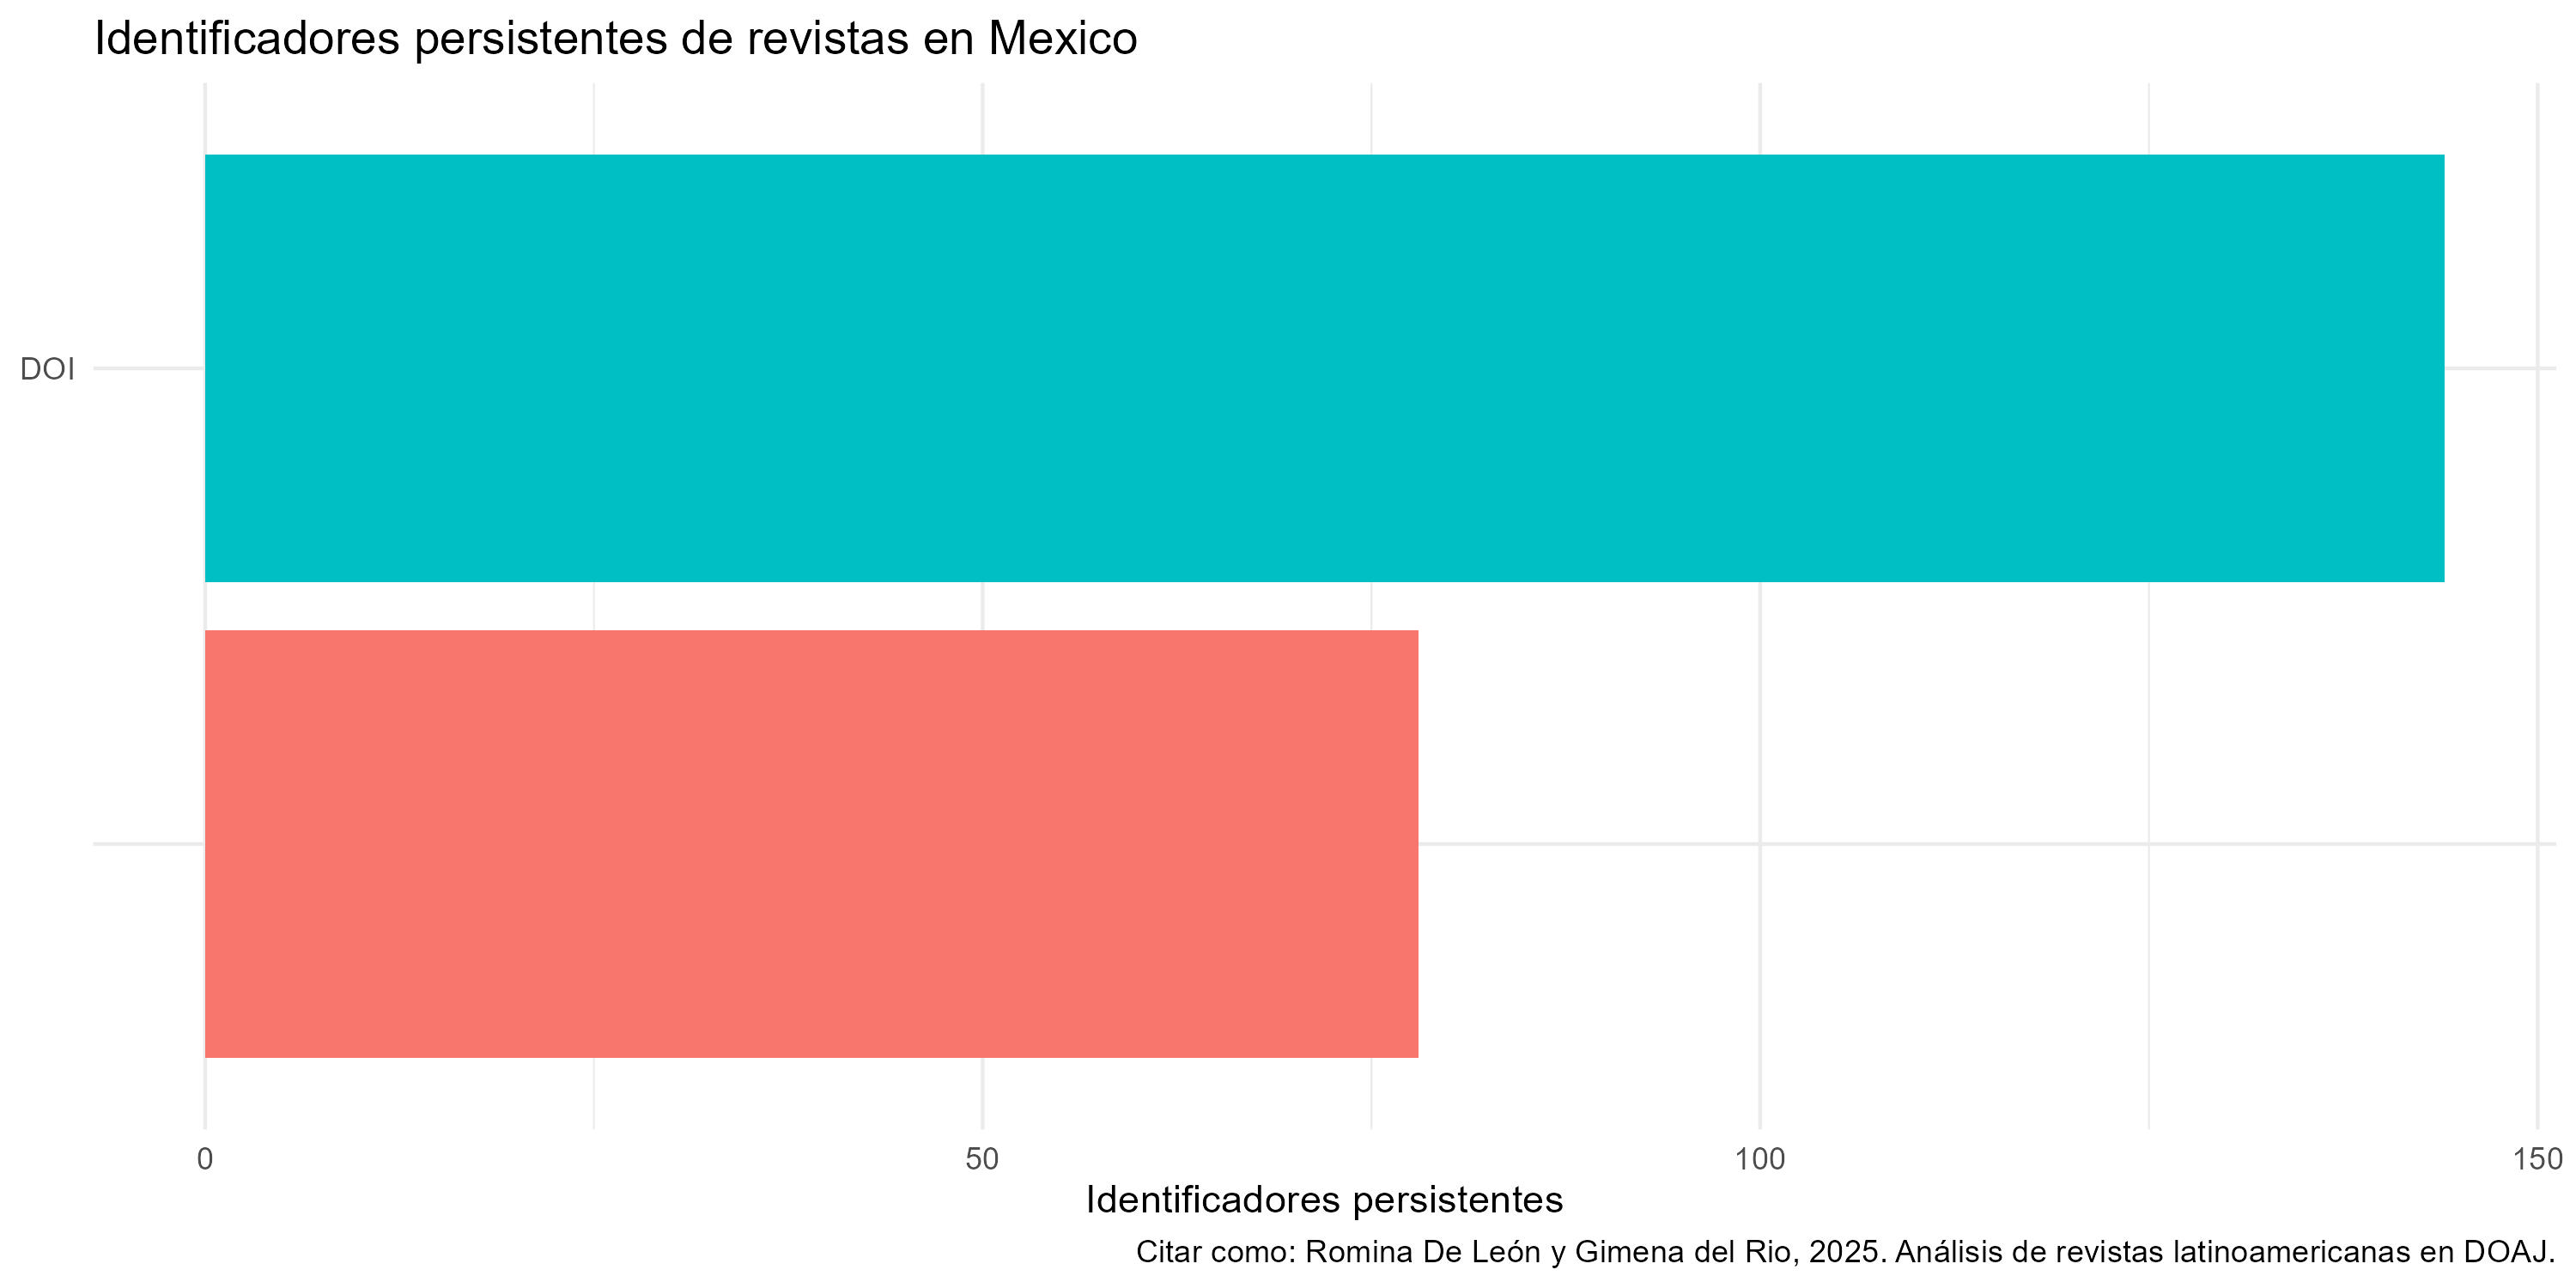 Identificadores persistentes de revistas en Mexico
DOI
0
50
100
150
Identificadores persistentes
Citar como: Romina De León y Gimena del Rio, 2025. Análisis de revistas latinoamericanas en DOAJ.